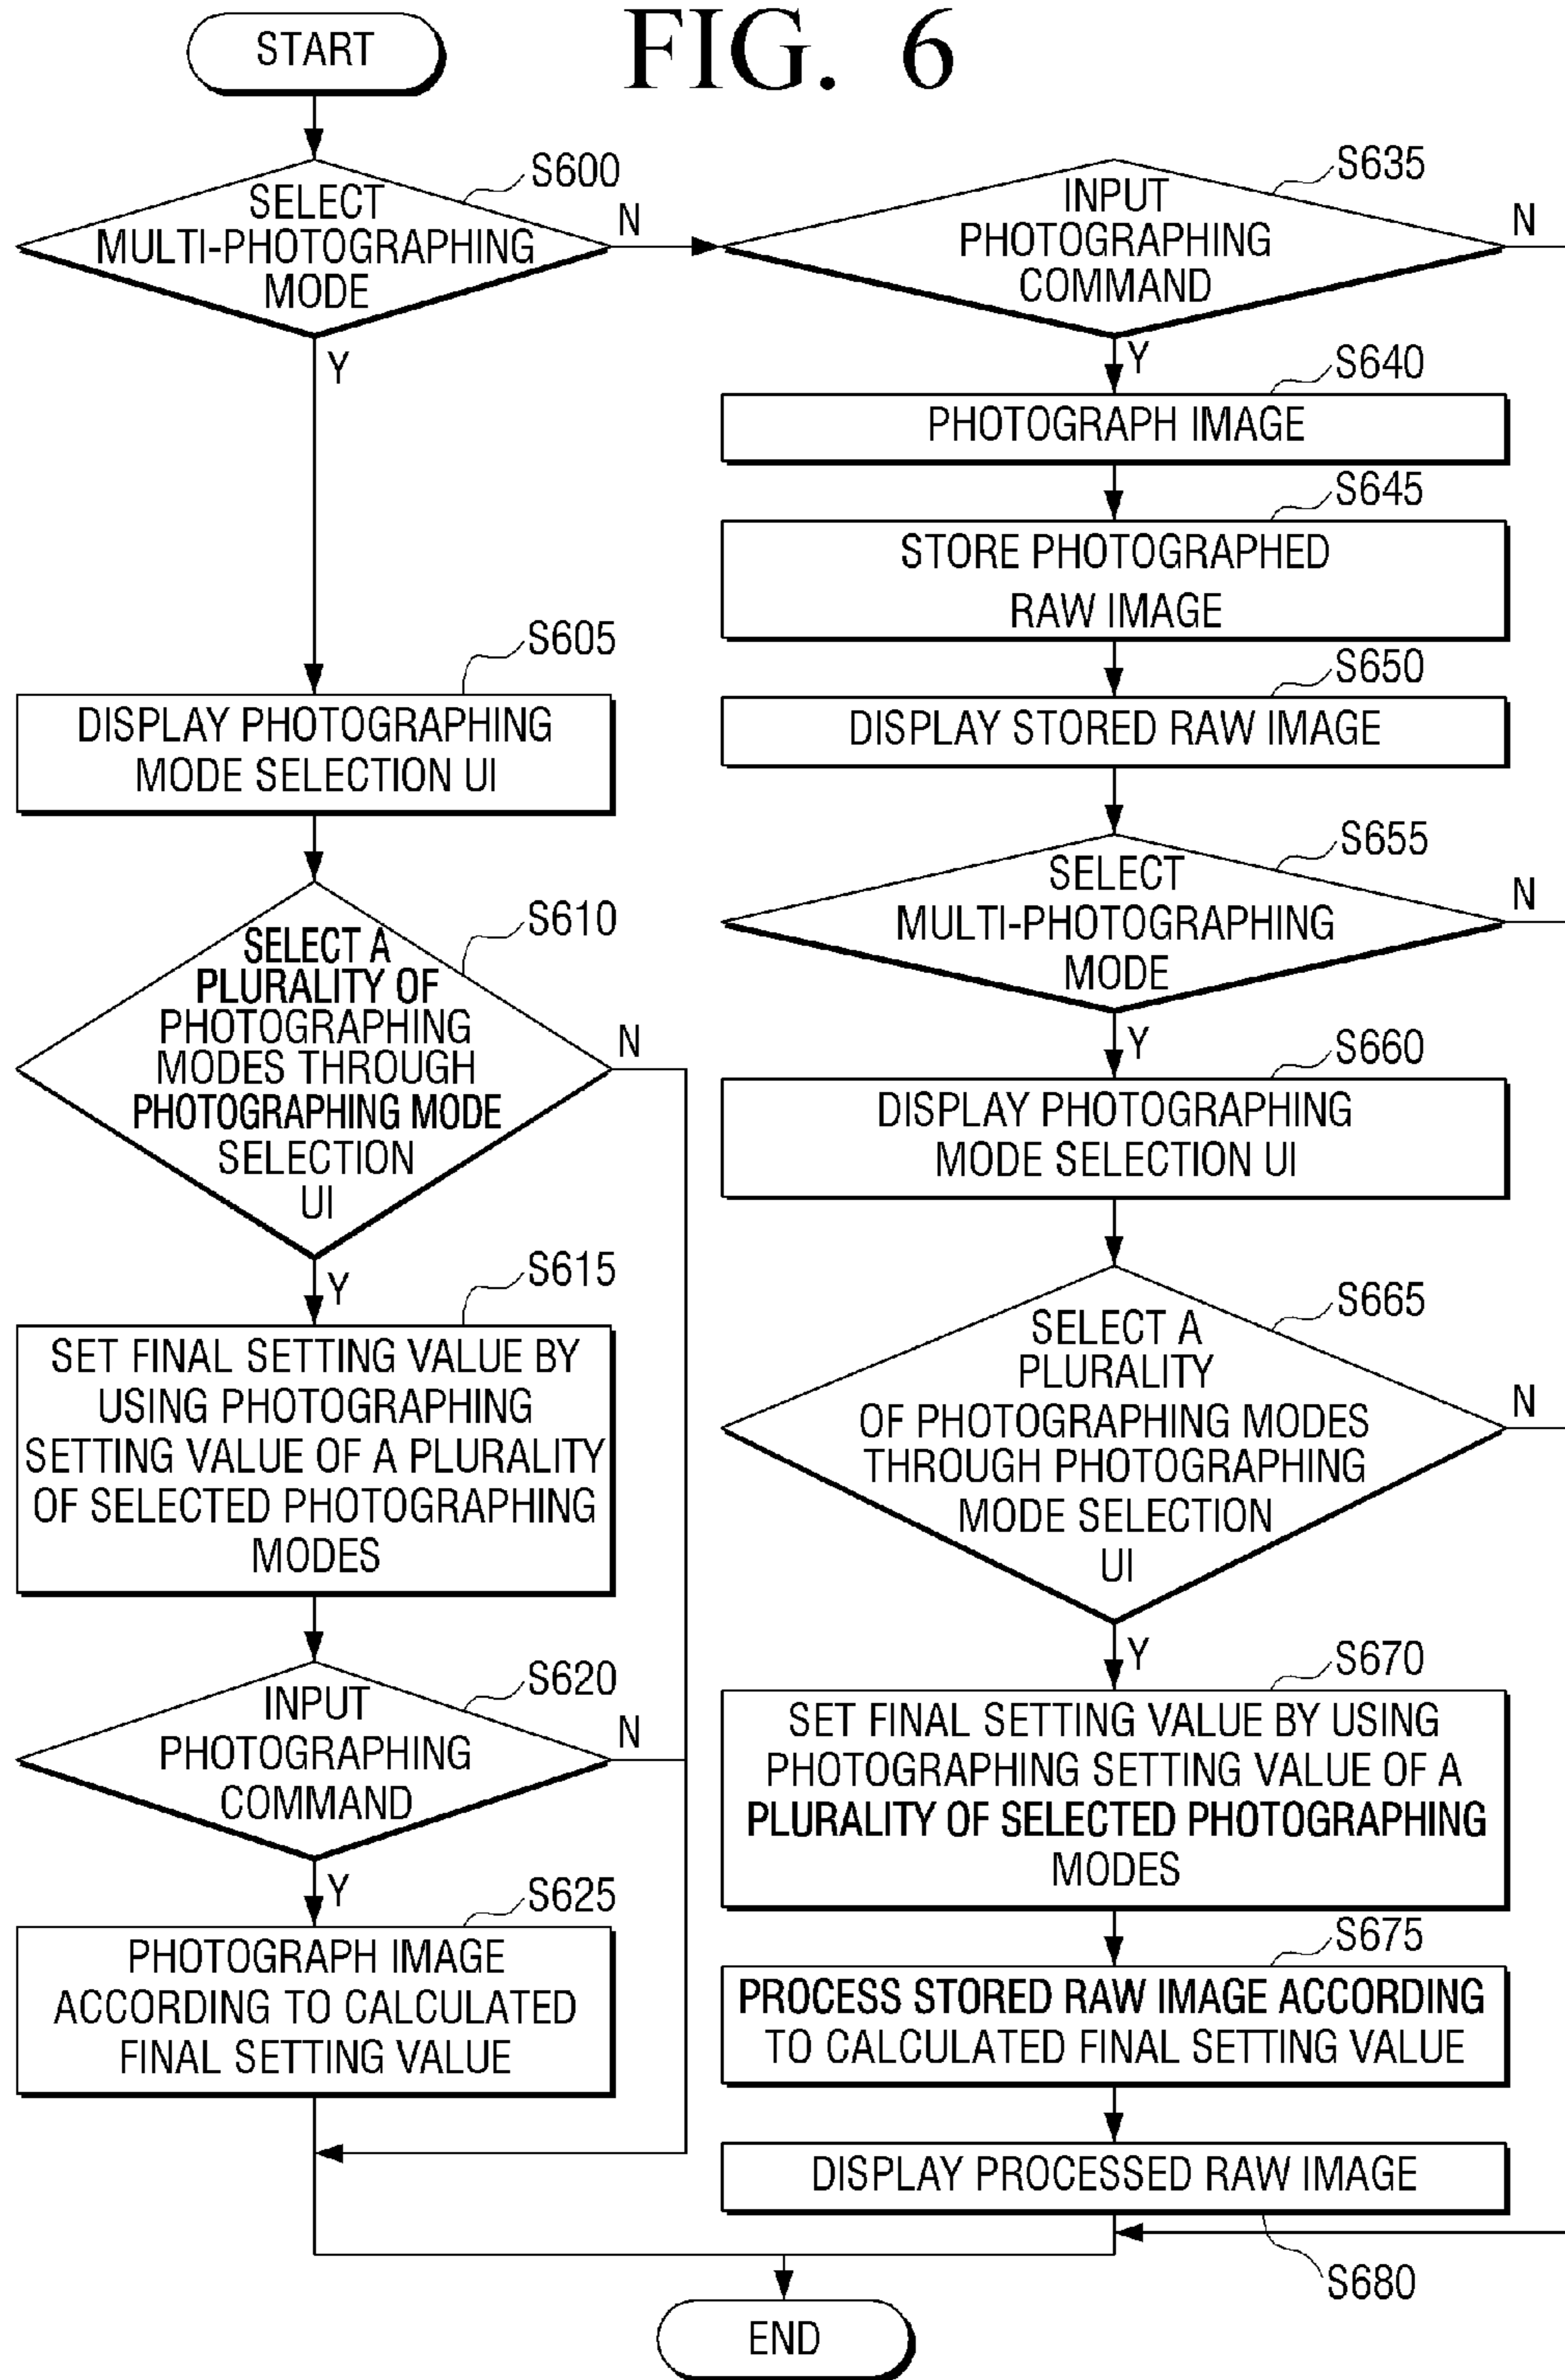 FIG. 6
START
S600
SELECT
MULTI-PHOTOGRAPHING
MODE
N
Y
S605
DISPLAY PHOTOGRAPHING
MODE SELECTION UI
S610
SELECT A
PLURALITY OF
PHOTOGRAPHING
MODES THROUGH
PHOTOGRAPHING MODE
SELECTION
UI
N
Y
S615
SET FINAL SETTING VALUE BY
USING PHOTOGRAPHING
SETTING VALUE OF A PLURALITY
OF SELECTED PHOTOGRAPHING
MODES
S620
INPUT
PHOTOGRAPHING
COMMAND
N
Y
S625
PHOTOGRAPH IMAGE
ACCORDING TO CALCULATED
FINAL SETTING VALUE
S635
INPUT
PHOTOGRAPHING
COMMAND
N
Y
S640
PHOTOGRAPH IMAGE
S645
STORE PHOTOGRAPHED
RAW IMAGE
S650
DISPLAY STORED RAW IMAGE
S655
SELECT
MULTI-PHOTOGRAPHING
MODE
N
Y
S660
DISPLAY PHOTOGRAPHING
MODE SELECTION UI
S665
SELECT A
PLURALITY
OF PHOTOGRAPHING MODES
THROUGH PHOTOGRAPHING
MODE SELECTION
UI
N
Y
S670
SET FINAL SETTING VALUE BY USING
PHOTOGRAPHING SETTING VALUE OF A
PLURALITY OF SELECTED PHOTOGRAPHING
MODES
S675
PROCESS STORED RAW IMAGE ACCORDING
TO CALCULATED FINAL SETTING VALUE
DISPLAY PROCESSED RAW IMAGE
S680
END